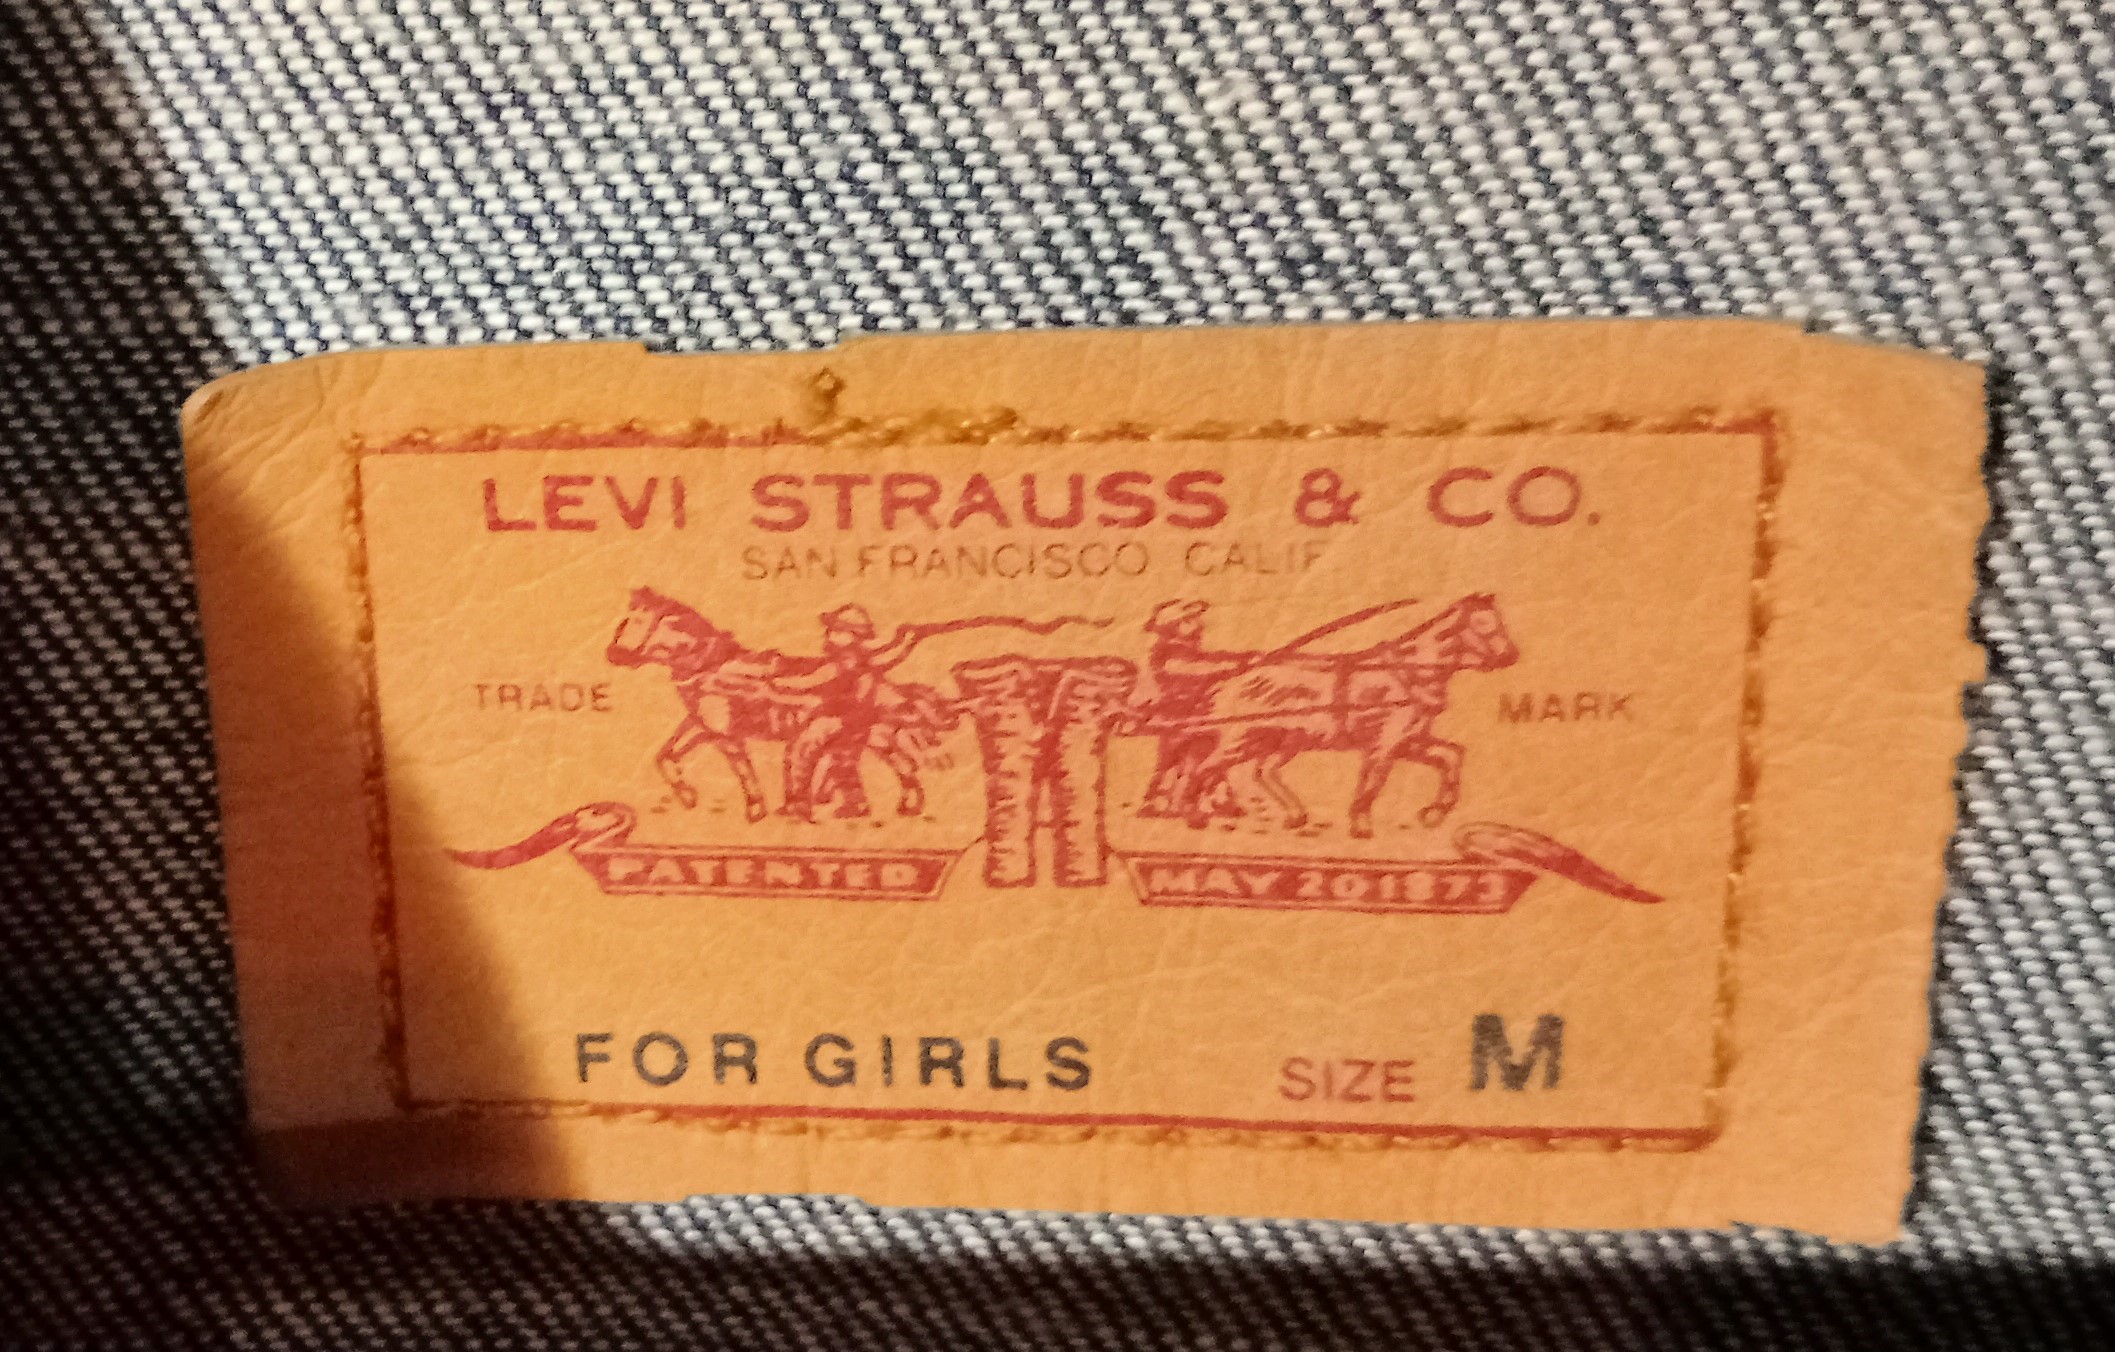 LEVI STRAUSS & CO.
SAN FRANCISCO CALIF
TRADE MARK
PATENTED MAY 20 1873
FOR GIRLS SIZE M